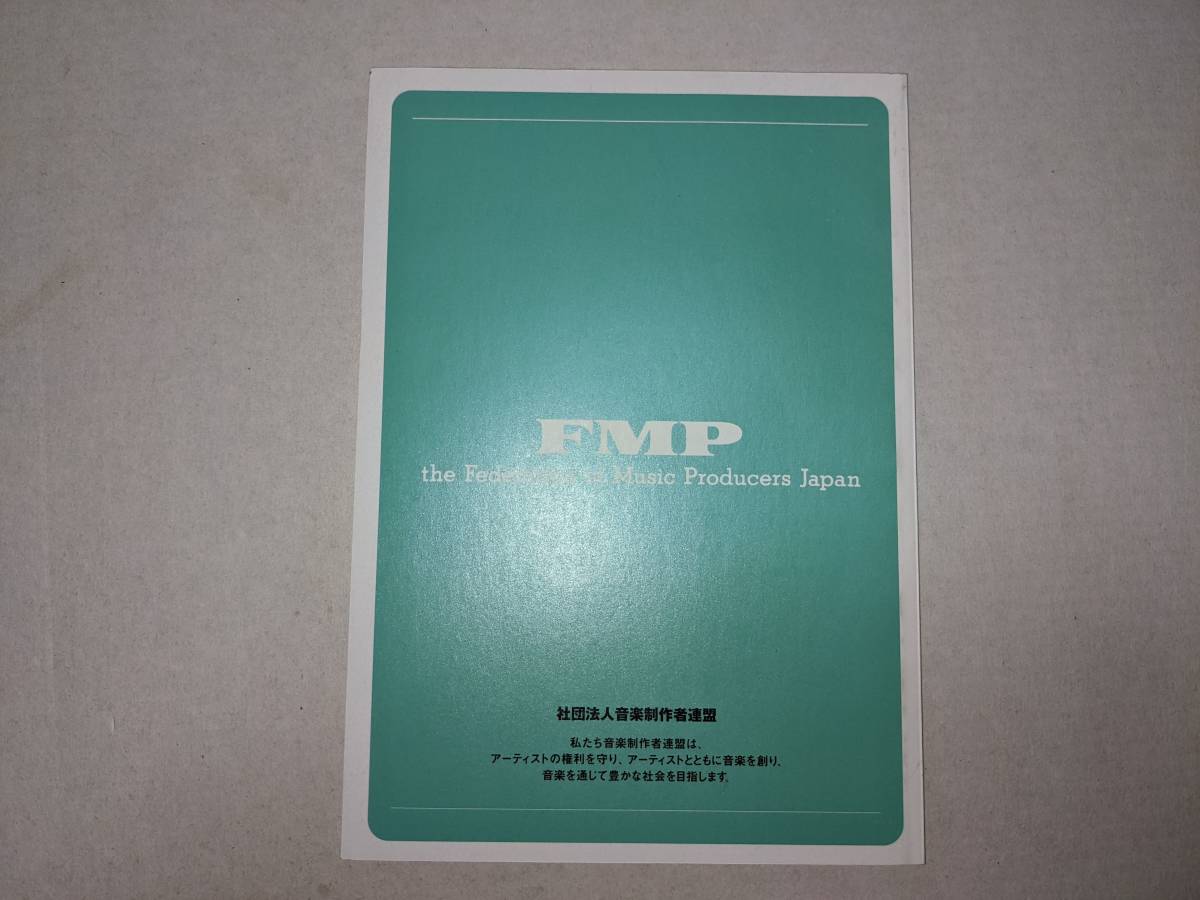 FMP
the Federation of Music Producers Japan
社団法人音楽制作者連盟
私たち音楽制作者連盟は、
アーティストの権利を守り、アーティストとともに音楽を創り、
音楽を通じて豊かな社会を目指します。